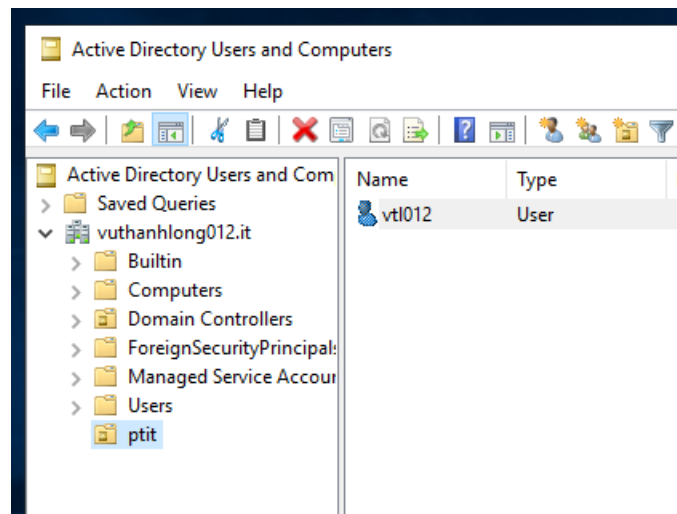 Active Directory Users and Computers
File Action View Help
Active Directory Users and Com
Saved Queries
vuthanhlong012.it
Builtin
Computers
Domain Controllers
ForeignSecurityPrincipal
Managed Service Accour
Users
ptit
Name Type
vtl012 User